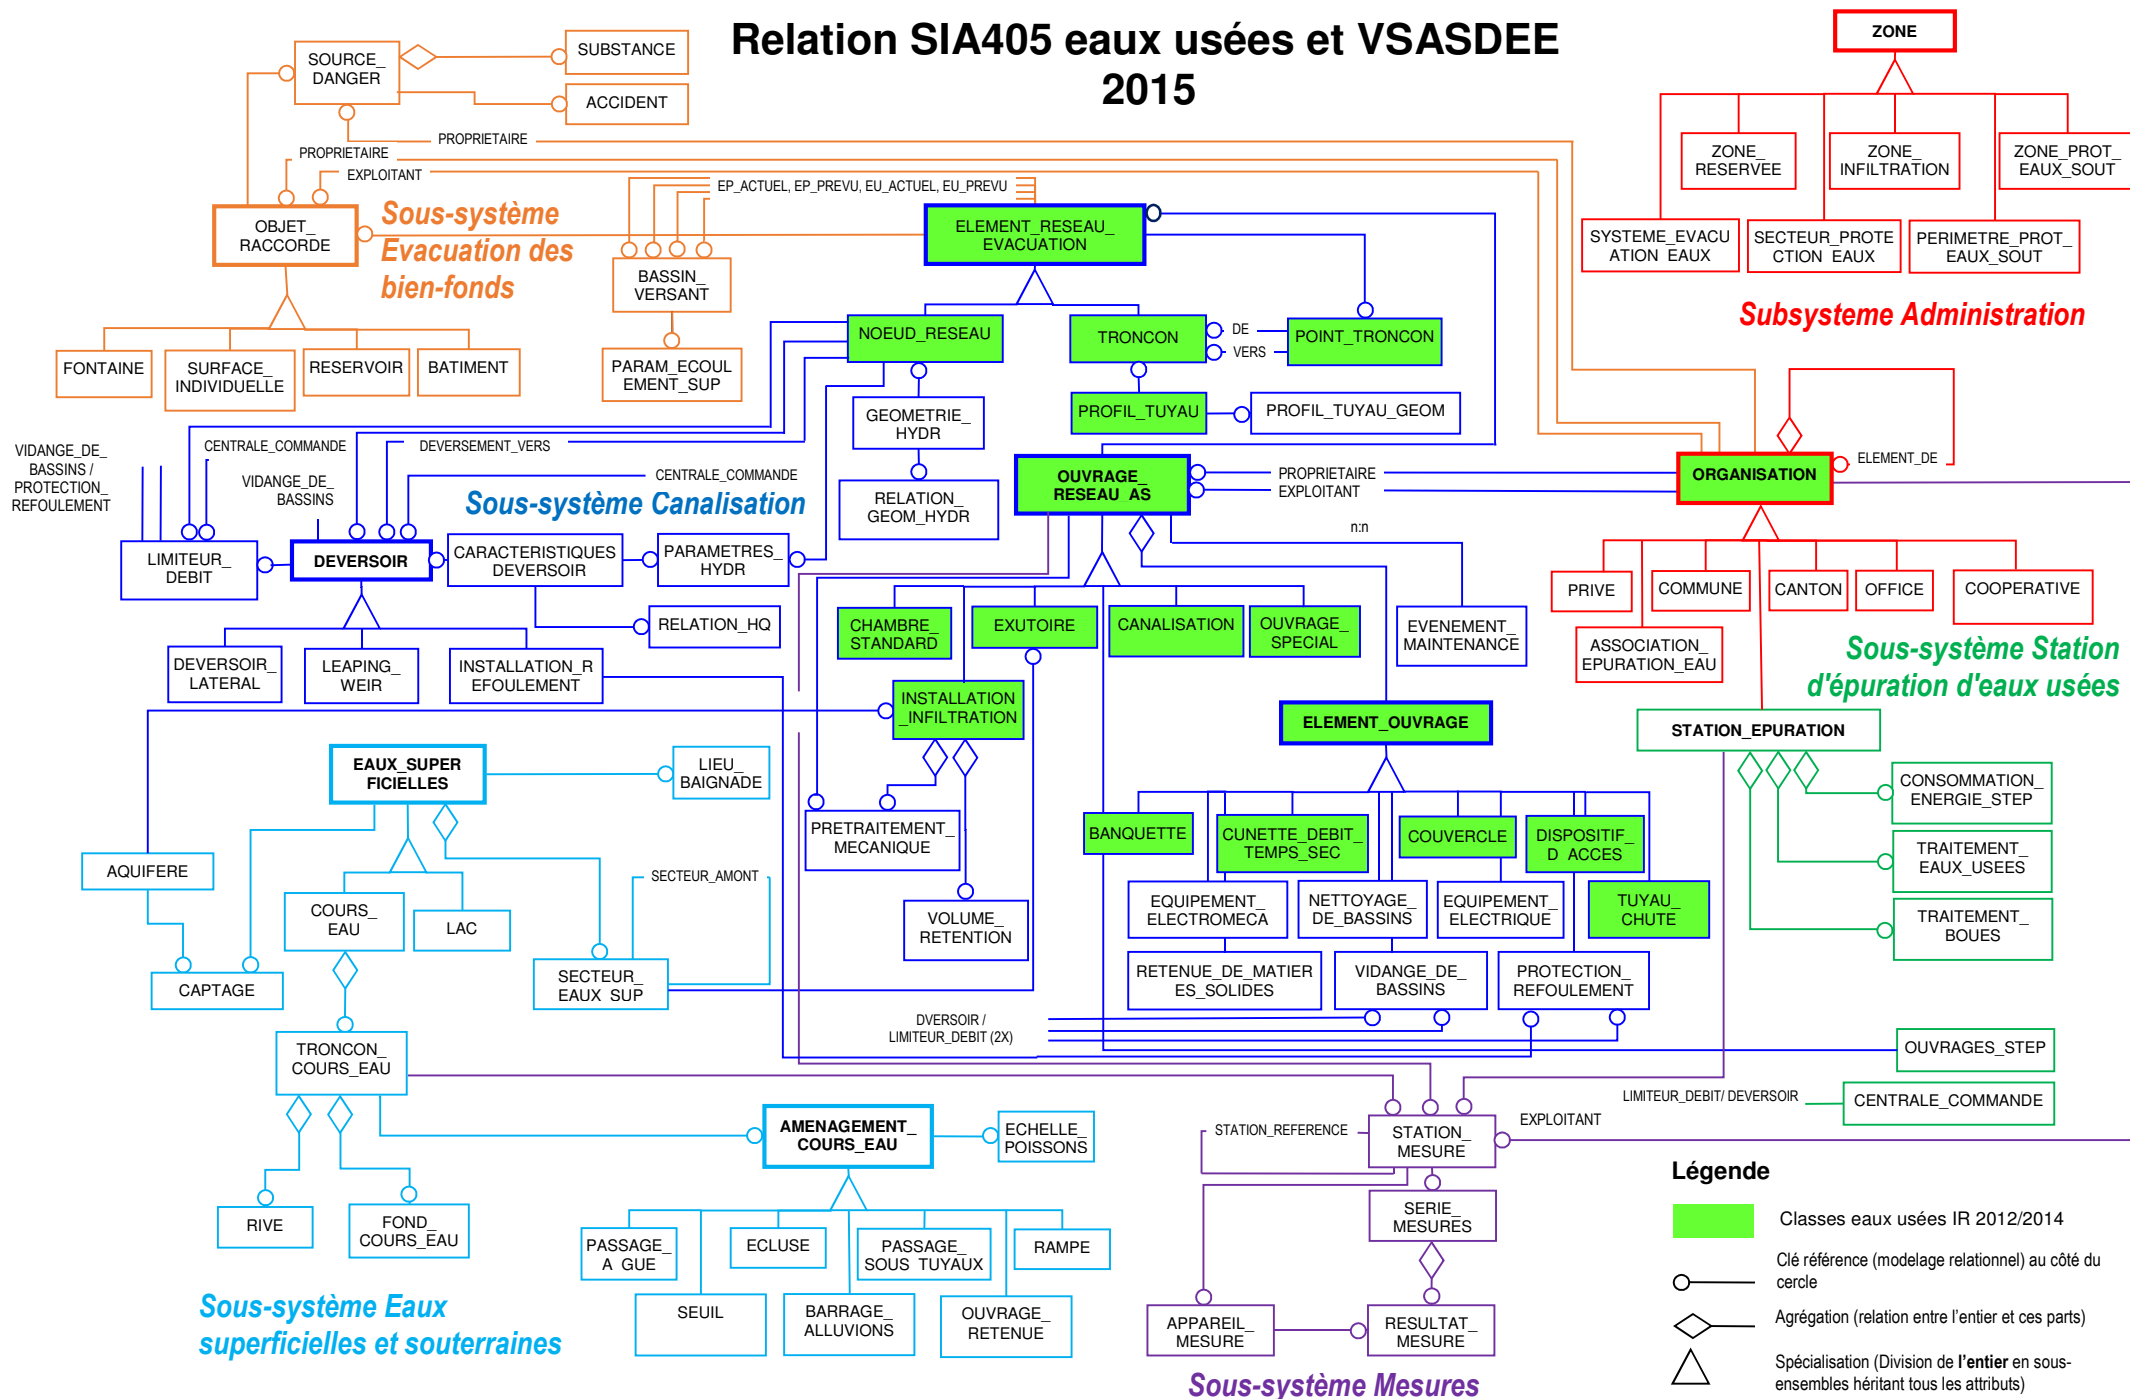 Relation SIA405 eaux usées et VSASDEE
2015
ZONE
SOURCE_
DANGER
SUBSTANCE
ACCIDENT
PROPRIETAIRE
PROPRIETAIRE
EXPLOITANT
EP_ACTUEL, EP_PREVU, EU_ACTUEL, EU_PREVU
ZONE_
RESERVEE
ZONE_
INFILTRATION
ZONE_PROT_
EAUX_SOUT
OBJET_
RACCORDE
Sous-système
Evacuation des
bien-fonds
ELEMENT_RESEAU_
EVACUATION
SYSTEME_EVACU
ATION_EAUX
SECTEUR_PROTE
CTION_EAUX
PERIMETRE_PROT_
EAUX_SOUT
BASSIN_
VERSANT
Subsysteme Administration
NOEUD_RESEAU
TRONCON
DE
VERS
POINT_TRONCON
FONTAINE
SURFACE_
INDIVIDUELLE
RESERVOIR
BATIMENT
PARAM_ECOUL
EMENT_SUP
GEOMETRIE_
HYDR
PROFIL_TUYAU
PROFIL_TUYAU_GEOM
VIDANGE_DE_
BASSINS /
PROTECTION_
REFOULEMENT
CENTRALE_COMMANDE
DEVERSEMENT_VERS
VIDANGE_DE_
BASSINS
CENTRALE_COMMANDE
Sous-système Canalisation
RELATION_
GEOM_HYDR
OUVRAGE_
RESEAU_AS
PROPRIETAIRE
EXPLOITANT
ORGANISATION
ELEMENT_DE
n:n
LIMITEUR_
DEBIT
DEVERSOIR
CARACTERISTIQUES
DEVERSOIR
PARAMETRES_
HYDR
PRIVE
COMMUNE
CANTON
OFFICE
COOPERATIVE
RELATION_HQ
CHAMBRE_
STANDARD
EXUTOIRE
CANALISATION
OUVRAGE_
SPECIAL
EVENEMENT_
MAINTENANCE
ASSOCIATION_
EPURATION_EAU
Sous-système Station
d'épuration d'eaux usées
DEVERSOIR_
LATERAL
LEAPING_
WEIR
INSTALLATION_R
EFOULEMENT
INSTALLATION
_INFILTRATION
ELEMENT_OUVRAGE
STATION_EPURATION
EAUX_SUPER
FICIELLES
LIEU_
BAIGNADE
CONSOMMATION_
ENERGIE_STEP
PRETRAITEMENT_
MECANIQUE
BANQUETTE
CUNETTE_DEBIT_
TEMPS_SEC
COUVERCLE
DISPOSITIF_
D_ACCES
TRAITEMENT_
EAUX_USEES
AQUIFERE
SECTEUR_AMONT
COURS_
EAU
LAC
VOLUME_
RETENTION
EQUIPEMENT_
ELECTROMECA
NETTOYAGE_
DE_BASSINS
EQUIPEMENT_
ELECTRIQUE
TUYAU_
CHUTE
TRAITEMENT_
BOUES
CAPTAGE
SECTEUR_
EAUX_SUP
RETENUE_DE_MATIER
ES_SOLIDES
VIDANGE_DE_
BASSINS
PROTECTION_
REFOULEMENT
DVERSOIR /
LIMITEUR_DEBIT (2X)
TRONCON_
COURS_EAU
OUVRAGES_STEP
LIMITEUR_DEBIT/ DEVERSOIR
CENTRALE_COMMANDE
AMENAGEMENT_
COURS_EAU
ECHELLE_
POISSONS
STATION_REFERENCE
STATION_
MESURE
EXPLOITANT
Légende
RIVE
FOND_
COURS_EAU
SERIE_
MESURES
Classes eaux usées IR 2012/2014
PASSAGE_
A_GUE
ECLUSE
PASSAGE_
SOUS_TUYAUX
RAMPE
Clé référence (modelage relationnel) au côté du
cercle
Sous-système Eaux
superficielles et souterraines
SEUIL
BARRAGE_
ALLUVIONS
OUVRAGE_
RETENUE
APPAREIL_
MESURE
RESULTAT_
MESURE
Agrégation (relation entre l'entier et ces parts)
Spécialisation (Division de l'entier en sous-
ensembles héritant tous les attributs)
Sous-système Mesures